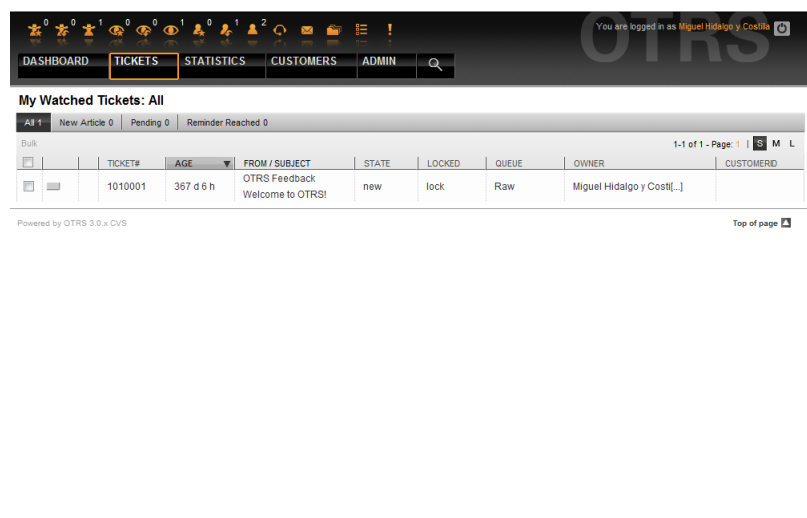 0 0 1 0 0 1 0 1 2
You are logged in as Miguel Hidalgo y Costilla
OTRS
DASHBOARD TICKETS STATISTICS CUSTOMERS ADMIN
My Watched Tickets: All
All 1 New Article 0 Pending 0 Reminder Reached 0
Bulk 1-1 of 1 - Page: 1 | S M L
TICKET# AGE FROM / SUBJECT STATE LOCKED QUEUE OWNER CUSTOMERID
1010001 367 d 6 h OTRS Feedback new lock Raw Miguel Hidalgo y Costi[...]
Welcome to OTRS!
Powered by OTRS 3.0.x CVS Top of page